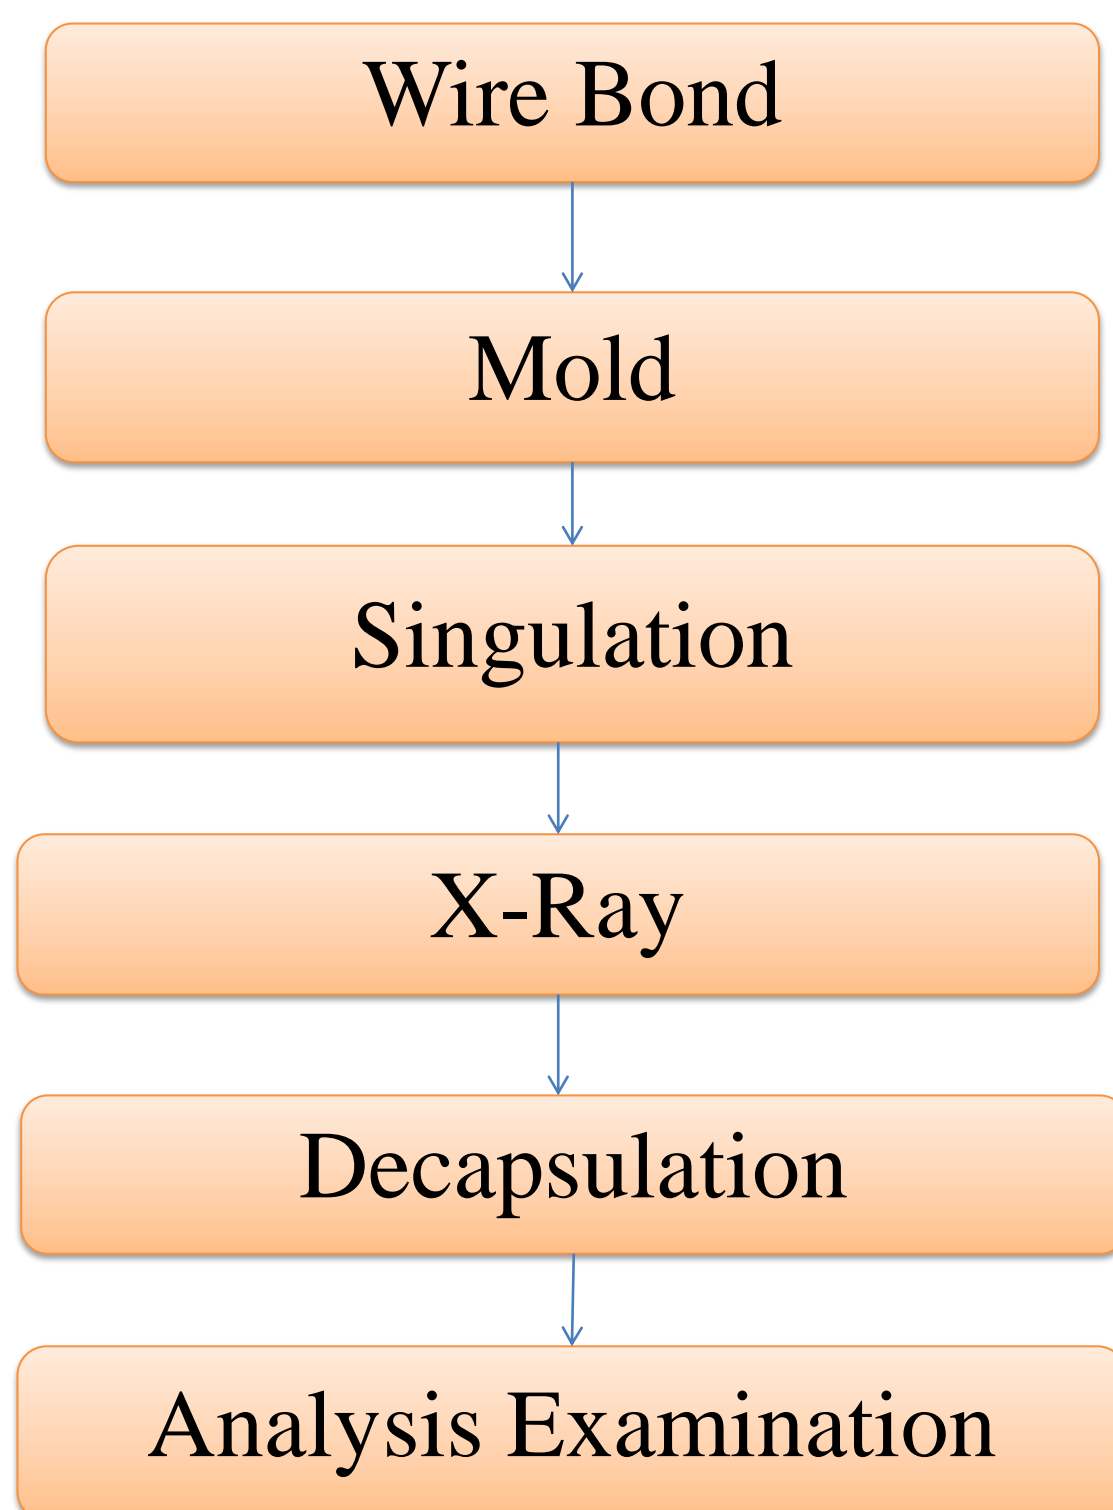 Wire Bond
Mold
Singulation
X-Ray
Decapsulation
Analysis Examination